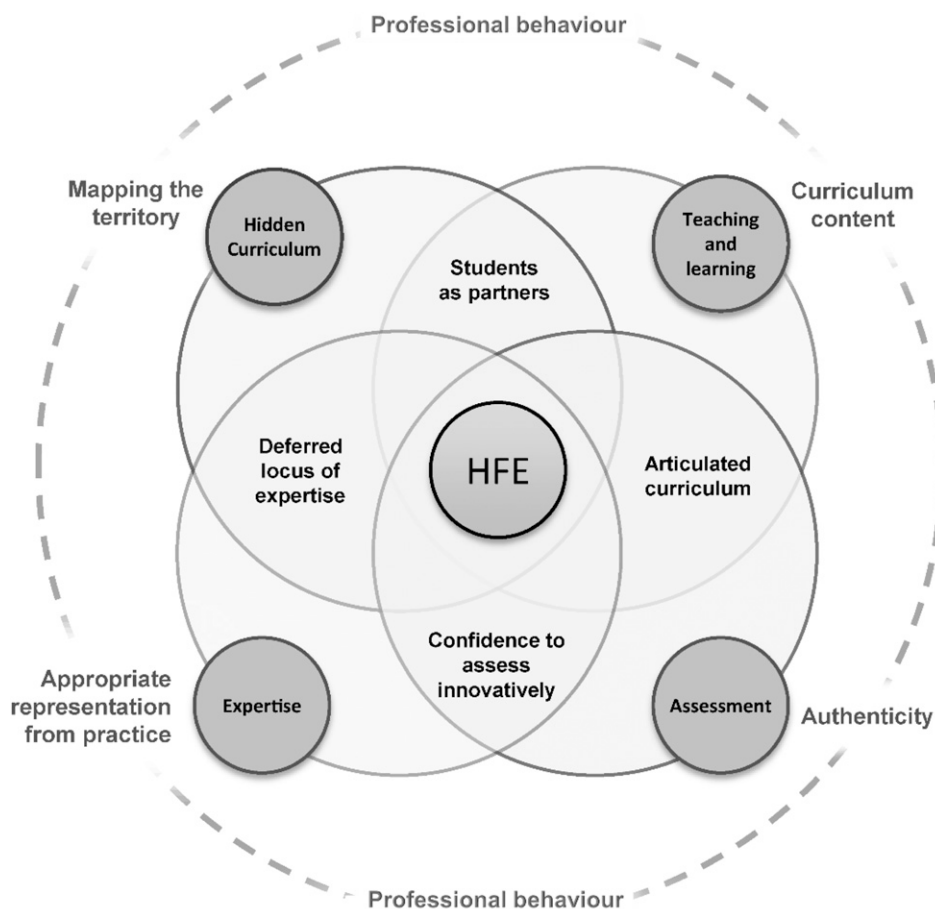 Professional behaviour
Mapping the
territory
Hidden
Curriculum
Students
as partners
Teaching
and
learning
Curriculum
content
Deferred
locus of
expertise
HFE
Articulated
curriculum
Appropriate
representation
from practice
Expertise
Confidence to
assess
innovatively
Assessment
Authenticity
Professional behaviour